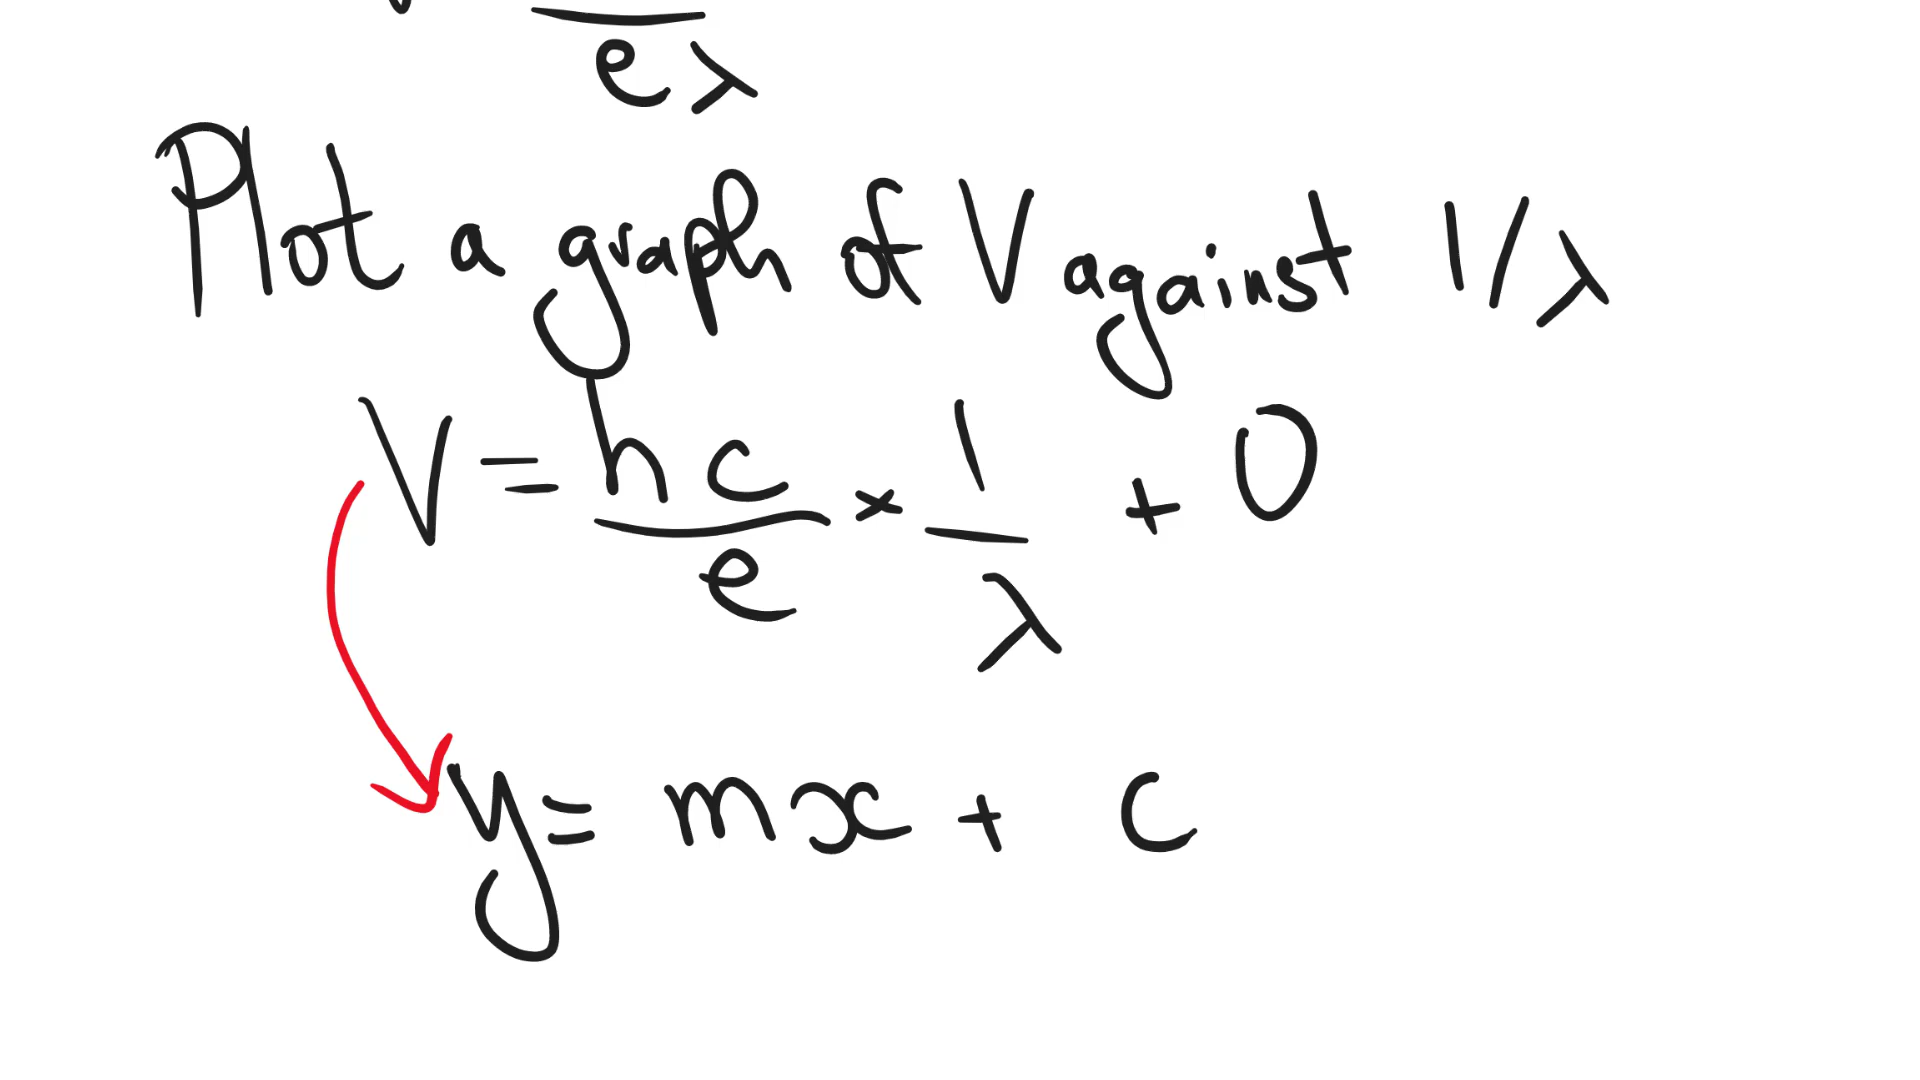 eλ
Plot a graph of V against 1/λ
V = hc/e × 1/λ + 0
y = mx + c